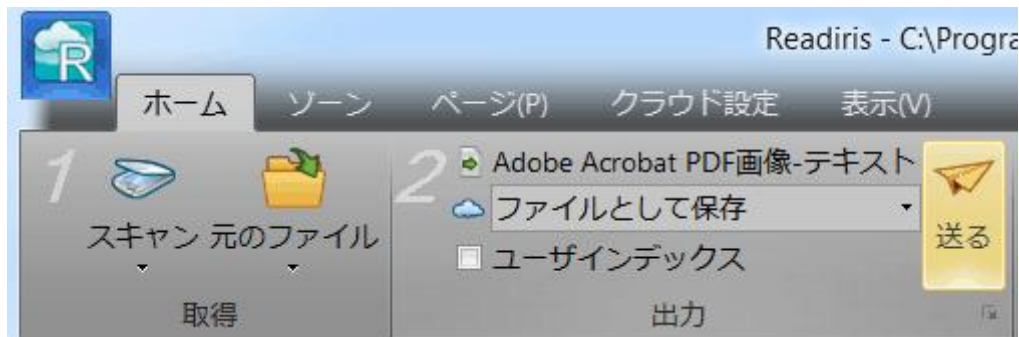 R
Readiris - C:\Progra
ホーム ゾーン ページ(P) クラウド設定 表示(V)
1 スキャン 元のファイル
取得
2 Adobe Acrobat PDF画像-テキスト
ファイルとして保存
ユーザインデックス
送る
出力